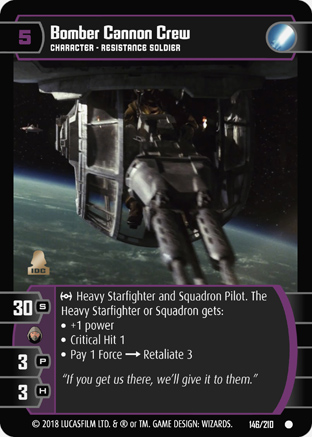 5
Bomber Cannon Crew
CHARACTER · RESISTANCE SOLDIER
IDC
30 S
Heavy Starfighter and Squadron Pilot. The
Heavy Starfighter or Squadron gets:
• +1 power
• Critical Hit 1
3 P
• Pay 1 Force → Retaliate 3
3 H
“If you get us there, we’ll give it to them.”
© 2018 LUCASFILM LTD. & ® or TM. GAME DESIGN: WIZARDS.
146/210